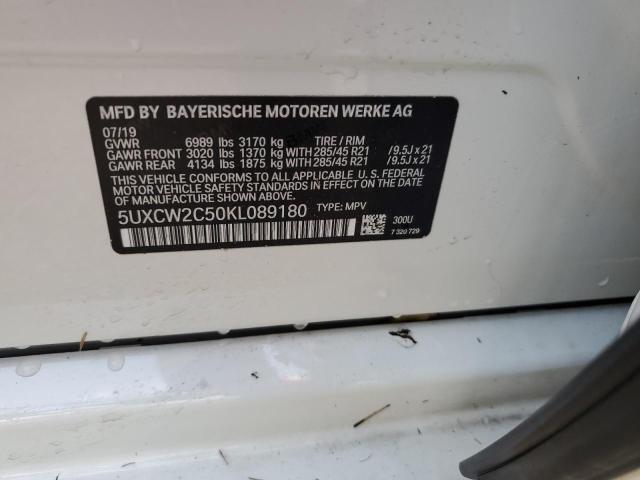 MFD BY BAYERISCHE MOTOREN WERKE AG
07/19
GVWR 6989 lbs 3170 kg TIRE / RIM
GAWR FRONT 3020 lbs 1370 kg WITH 285/45 R21 /9.5J x 21
GAWR REAR 4134 lbs 1875 kg WITH 285/45 R21 /9.5J x 21
THIS VEHICLE CONFORMS TO ALL APPLICABLE U. S. FEDERAL
MOTOR VEHICLE SAFETY STANDARDS IN EFFECT ON THE
DATE OF MANUFACTURE SHOWN ABOVE.
5UXCW2C50KL089180 TYPE: MPV
300U
7 320 729